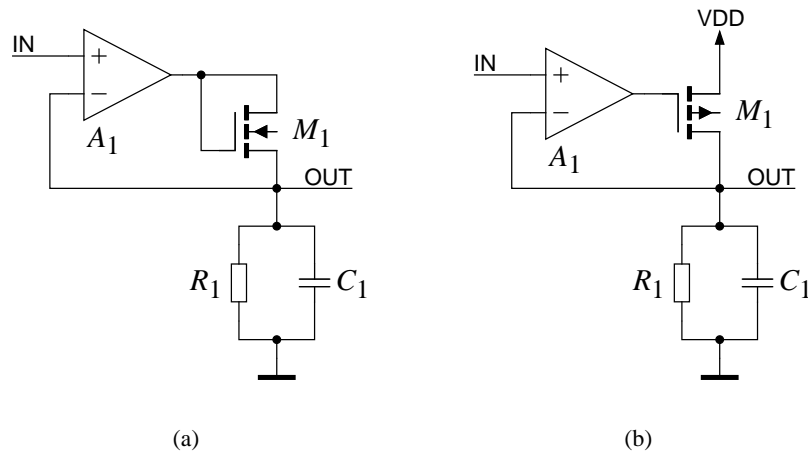 IN
+
−
A1
M1
OUT
R1
C1
(a)
VDD
IN
+
−
A1
M1
OUT
R1
C1
(b)